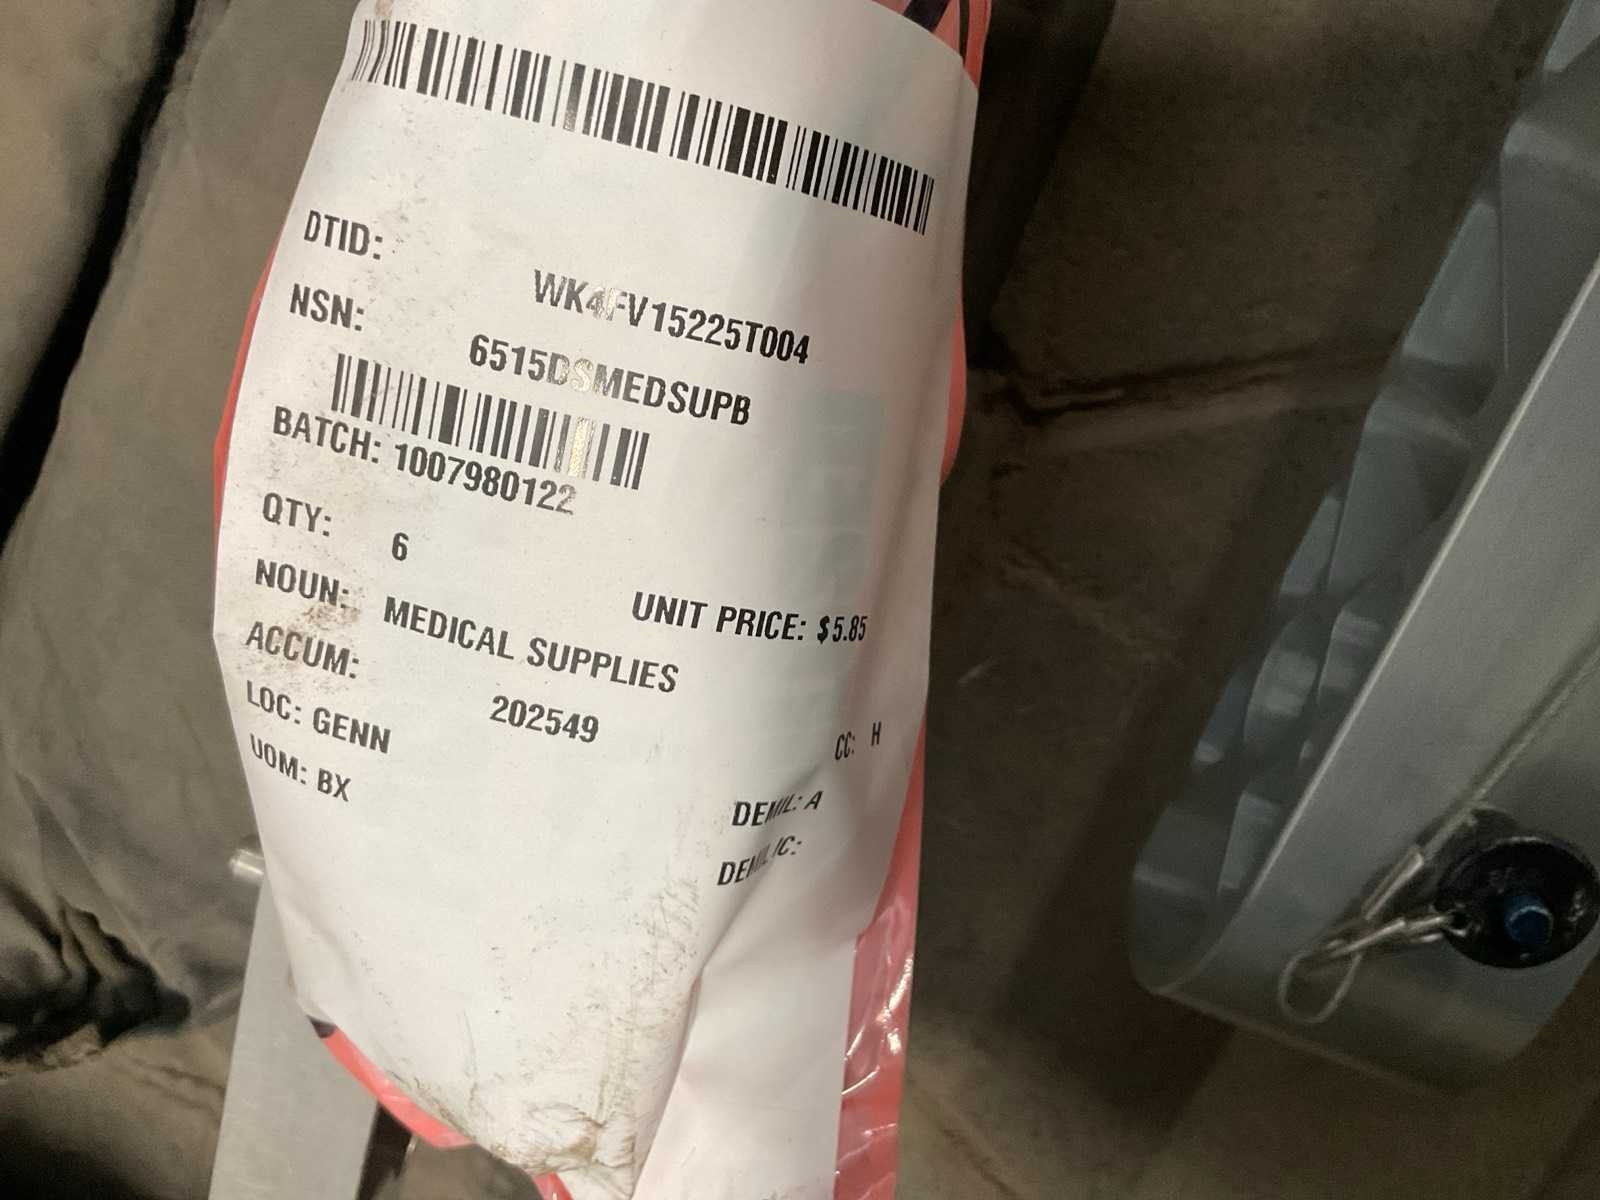 DTID:
WK4FV15225T004
NSN:
6515DSMEDSUPB
BATCH: 1007980122
QTY: 6
UNIT PRICE: $5.85
NOUN: MEDICAL SUPPLIES
ACCUM: 202549
CC: H
LOC: GENN
DEMIL: A
UOM: BX
DEMIL IC: